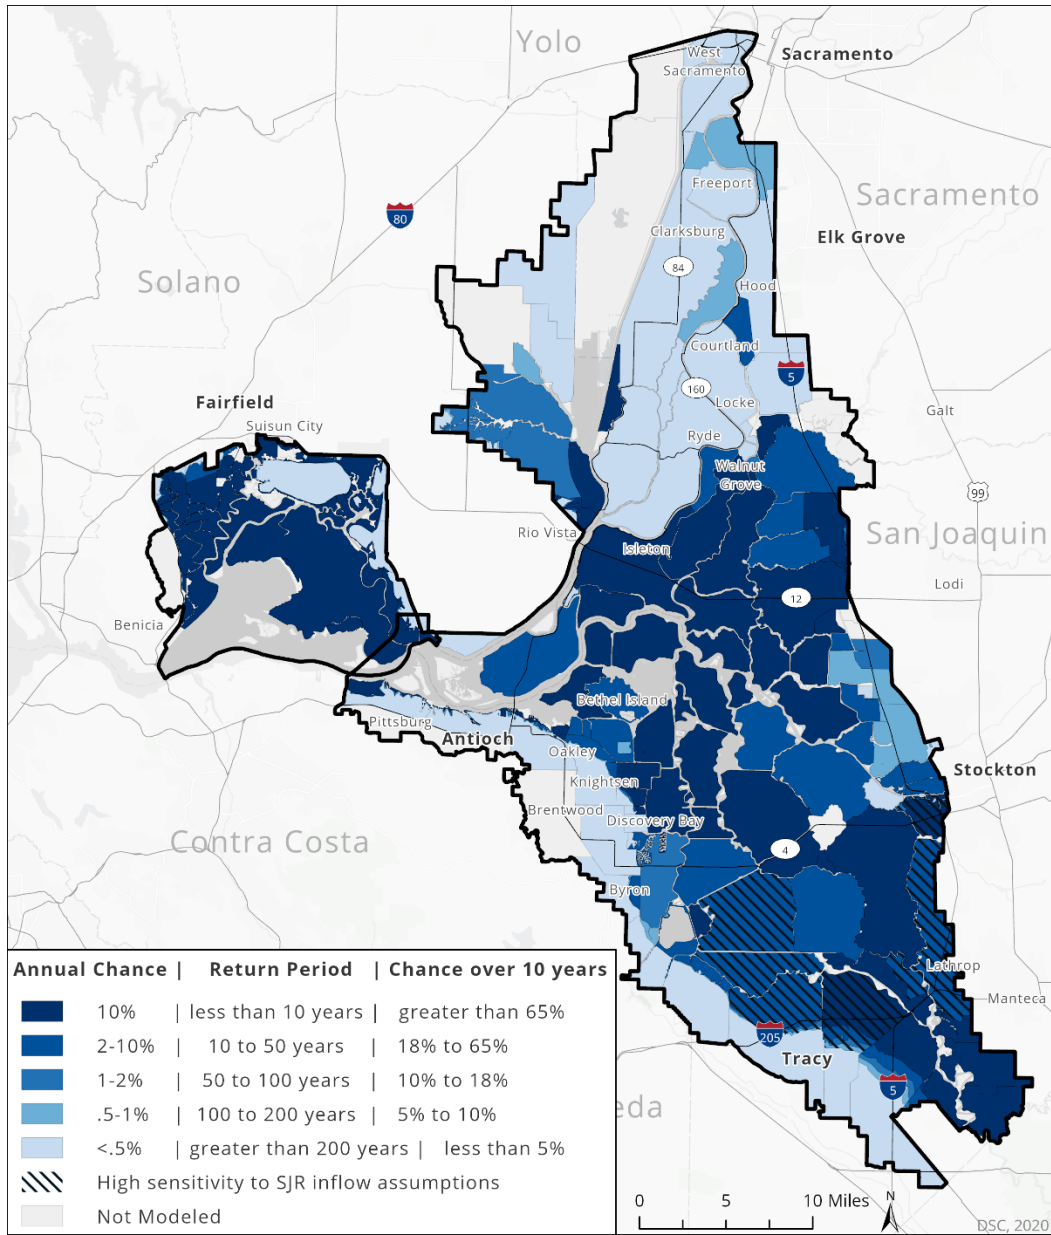 Yolo
West
Sacramento
Sacramento
Freeport
Sacramento
80
Clarksburg
Elk Grove
84
Solano
Hood
Courtland
5
160
Fairfield
Locke
Galt
Suisun City
Ryde
Walnut
Grove
99
Rio Vista
Isleton
San Joaquin
Lodi
12
Benicia
Bethel Island
Pittsburg
Antioch
Oakley
Stockton
Knightsen
Brentwood
Discovery Bay
Contra Costa
4
Byron
Lathrop
Manteca
205
Tracy
5
eda
Annual Chance | Return Period | Chance over 10 years
10% | less than 10 years | greater than 65%
2-10% | 10 to 50 years | 18% to 65%
1-2% | 50 to 100 years | 10% to 18%
.5-1% | 100 to 200 years | 5% to 10%
<.5% | greater than 200 years | less than 5%
High sensitivity to SJR inflow assumptions
Not Modeled
0 5 10 Miles
N
DSC, 2020